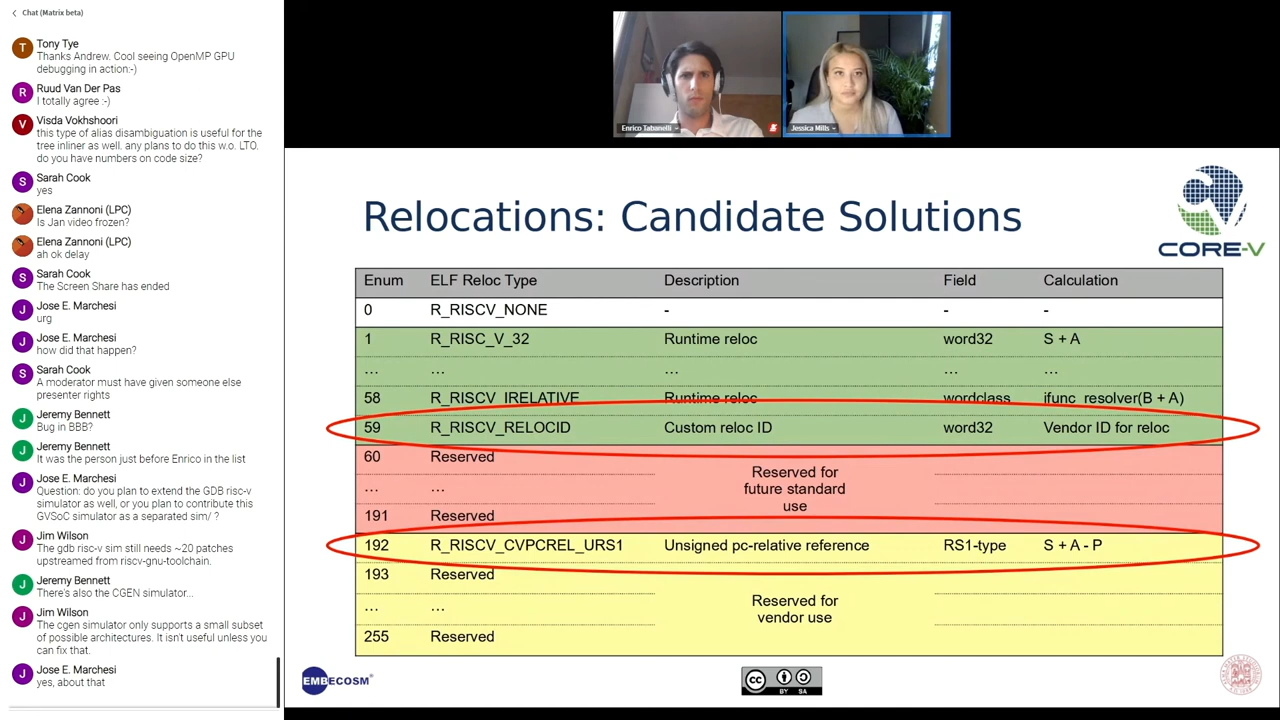 Chat (Matrix beta)
T
Tony Tye
Thanks Andrew. Cool seeing OpenMP GPU
debugging in action:-)
R
Ruud Van Der Pas
I totally agree :-)
V
Visda Vokhshoori
this type of alias disambiguation is useful for the
tree inliner as well. any plans to do this w.o. LTO.
do you have numbers on code size?
S
Sarah Cook
yes
Elena Zannoni (LPC)
Is Jan video frozen?
Elena Zannoni (LPC)
ah ok delay
S
Sarah Cook
The Screen Share has ended
J
Jose E. Marchesi
urg
J
Jose E. Marchesi
how did that happen?
S
Sarah Cook
A moderator must have given someone else
presenter rights
J
Jeremy Bennett
Bug in BBB?
J
Jeremy Bennett
It was the person just before Enrico in the list
J
Jose E. Marchesi
Question: do you plan to extend the GDB risc-v
simulator as well, or you plan to contribute this
GVSoC simulator as a separated sim/ ?
J
Jim Wilson
The gdb risc-v sim still needs ~20 patches
upstreamed from riscv-gnu-toolchain.
J
Jeremy Bennett
There's also the CGEN simulator...
J
Jim Wilson
The cgen simulator only supports a small subset
of possible architectures. It isn't useful unless you
can fix that.
J
Jose E. Marchesi
yes, about that
Enrico Tabanelli
Jessica Mills
Relocations: Candidate Solutions
CORE-V
Enum ELF Reloc Type Description Field Calculation
0 R_RISCV_NONE - - -
1 R_RISC_V_32 Runtime reloc word32 S + A
... ... ... ... ...
58 R_RISCV_IRELATIVE Runtime reloc wordclass ifunc_resolver(B + A)
59 R_RISCV_RELOCID Custom reloc ID word32 Vendor ID for reloc
60 Reserved
... ...
191 Reserved
Reserved for
future standard
use
192 R_RISCV_CVPCREL_URS1 Unsigned pc-relative reference RS1-type S + A - P
193 Reserved
... ...
255 Reserved
Reserved for
vendor use
EMBECOSM®
cc BY SA